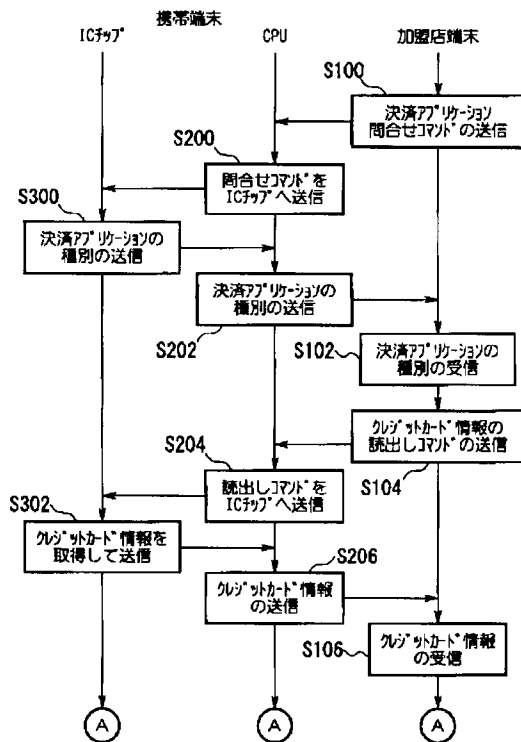 携帯端末
ICﾁｯﾌﾟ
CPU
加盟店端末
S100
決済ｱﾌﾟﾘｹｰｼｮﾝ
問合せｺﾏﾝﾄﾞの送信
S200
問合せｺﾏﾝﾄﾞを
ICﾁｯﾌﾟへ送信
S300
決済ｱﾌﾟﾘｹｰｼｮﾝの
種別の送信
決済ｱﾌﾟﾘｹｰｼｮﾝの
種別の送信
S202
S102
決済ｱﾌﾟﾘｹｰｼｮﾝの
種別の受信
ｸﾚｼﾞｯﾄｶｰﾄﾞ情報の
読出しｺﾏﾝﾄﾞの送信
S104
S204
読出しｺﾏﾝﾄﾞを
ICﾁｯﾌﾟへ送信
S302
ｸﾚｼﾞｯﾄｶｰﾄﾞ情報を
取得して送信
S206
ｸﾚｼﾞｯﾄｶｰﾄﾞ情報
の送信
S106
ｸﾚｼﾞｯﾄｶｰﾄﾞ情報
の受信
A
A
A